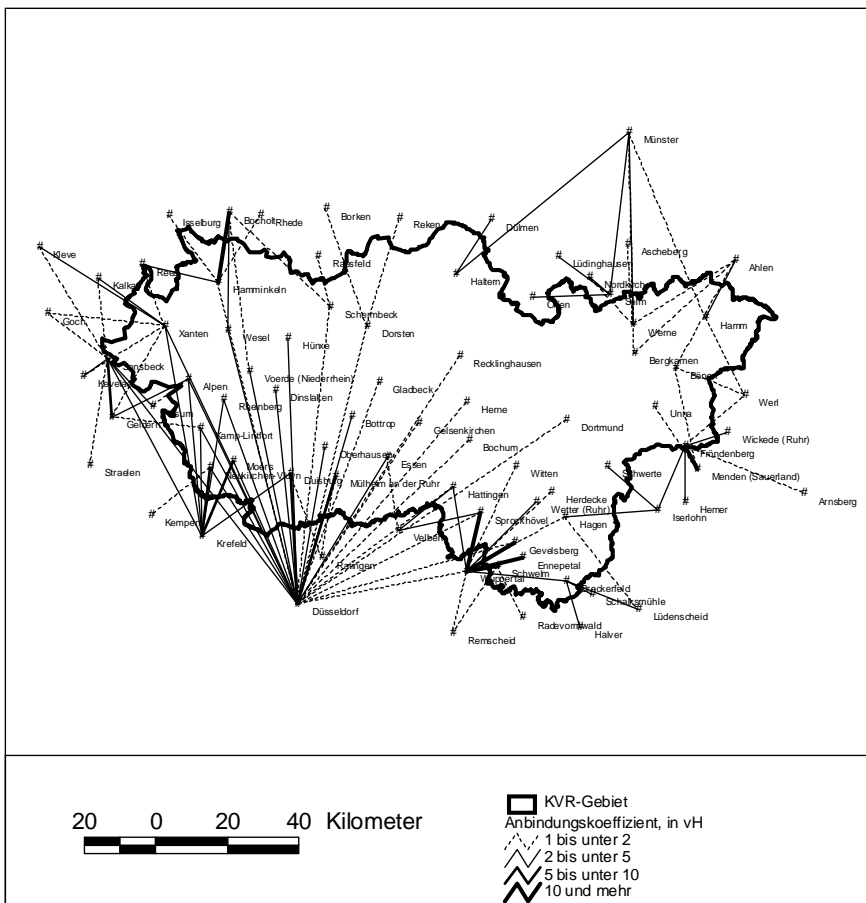 Münster
Isselburg
Bocholt
Rhede
Borken
Reken
Dülmen
Kleve
Raesfeld
Lüdinghausen
Ascheberg
Ahlen
Kalkar
Rees
Hamminkeln
Haltern
Nordkirchen
Olfen
Selm
Goch
Xanten
Wesel
Schermbeck
Hünxe
Dorsten
Werne
Hamm
Bergkamen
Sonsbeck
Kevelaer
Recklinghausen
Bönen
Alpen
Voerde (Niederrhein)
Gladbeck
Rheinberg
Dinslaken
Herne
Unna
Werl
Issum
Geldern
Kamp-Lintfort
Bottrop
Gelsenkirchen
Dortmund
Wickede (Ruhr)
Oberhausen
Bochum
Fröndenberg
Straelen
Moers
Neukirchen-Vluyn
Duisburg
Essen
Mülheim an der Ruhr
Witten
Schwerte
Menden (Sauerland)
Hattingen
Herdecke
Arnsberg
Kempen
Sprockhövel
Wetter (Ruhr)
Hemer
Iserlohn
Krefeld
Velbert
Hagen
Gevelsberg
Ratingen
Ennepetal
Wuppertal
Schwelm
Breckerfeld
Schalksmühle
Düsseldorf
Radevormwald
Lüdenscheid
Remscheid
Halver
20 0 20 40 Kilometer
KVR-Gebiet
Anbindungskoeffizient, in vH
1 bis unter 2
2 bis unter 5
5 bis unter 10
10 und mehr